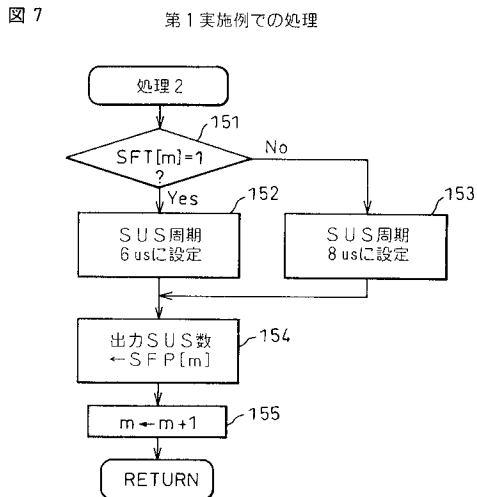 図 7
第1実施例での処理
処理2
151
SFT[m]=1
?
No
Yes
152
SUS周期
6usに設定
153
SUS周期
8usに設定
出力SUS数
←SFP[m]
154
m←m+1
155
RETURN